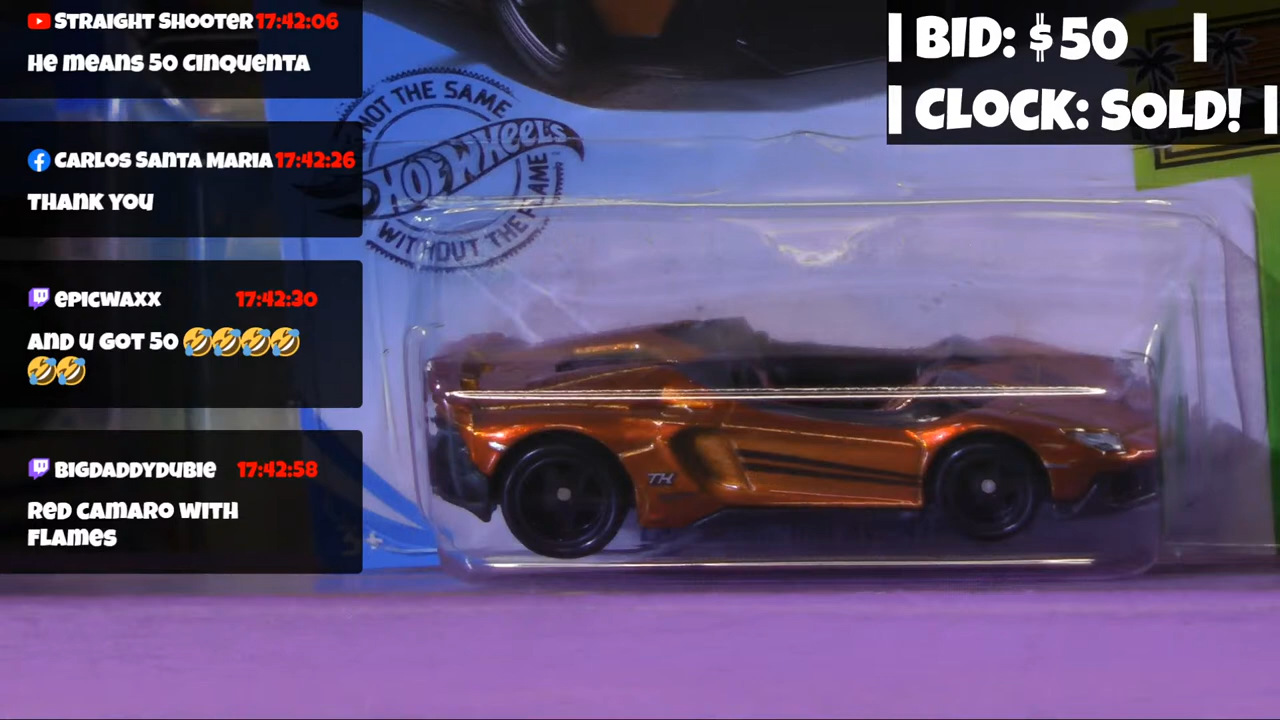 STRAIGHT SHOOTER 17:42:06
He means 50 cinquenta
CARLOS SANTA MARIA 17:42:26
THANK YOU
epicwaxx 17:42:30
AND U GOT 50 🤣🤣🤣🤣
🤣🤣
BIGDADDYDUBIE 17:42:58
Red Camaro with
flames
| BID: $50 |
| CLOCK: SOLD! |
NOT THE SAME
HOT WHEELS
WITHOUT THE FLAME
TH